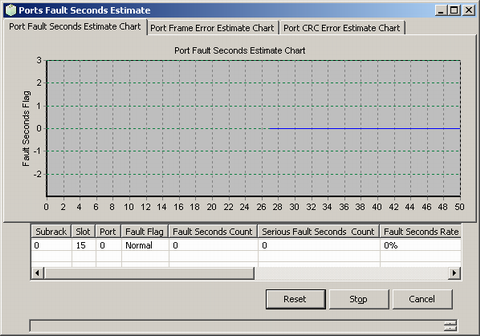 Ports Fault Seconds Estimate
Port Fault Seconds Estimate Chart Port Frame Error Estimate Chart Port CRC Error Estimate Chart
Port Fault Seconds Estimate Chart
Fault Seconds Flag
3
2
1
0
-1
-2
0 2 4 6 8 10 12 14 16 18 20 22 24 26 28 30 32 34 36 38 40 42 44 46 48 50
Subrack Slot Port Fault Flag Fault Seconds Count Serious Fault Seconds Count Fault Seconds Rate
0 15 0 Normal 0 0 0%
Reset Stop Cancel